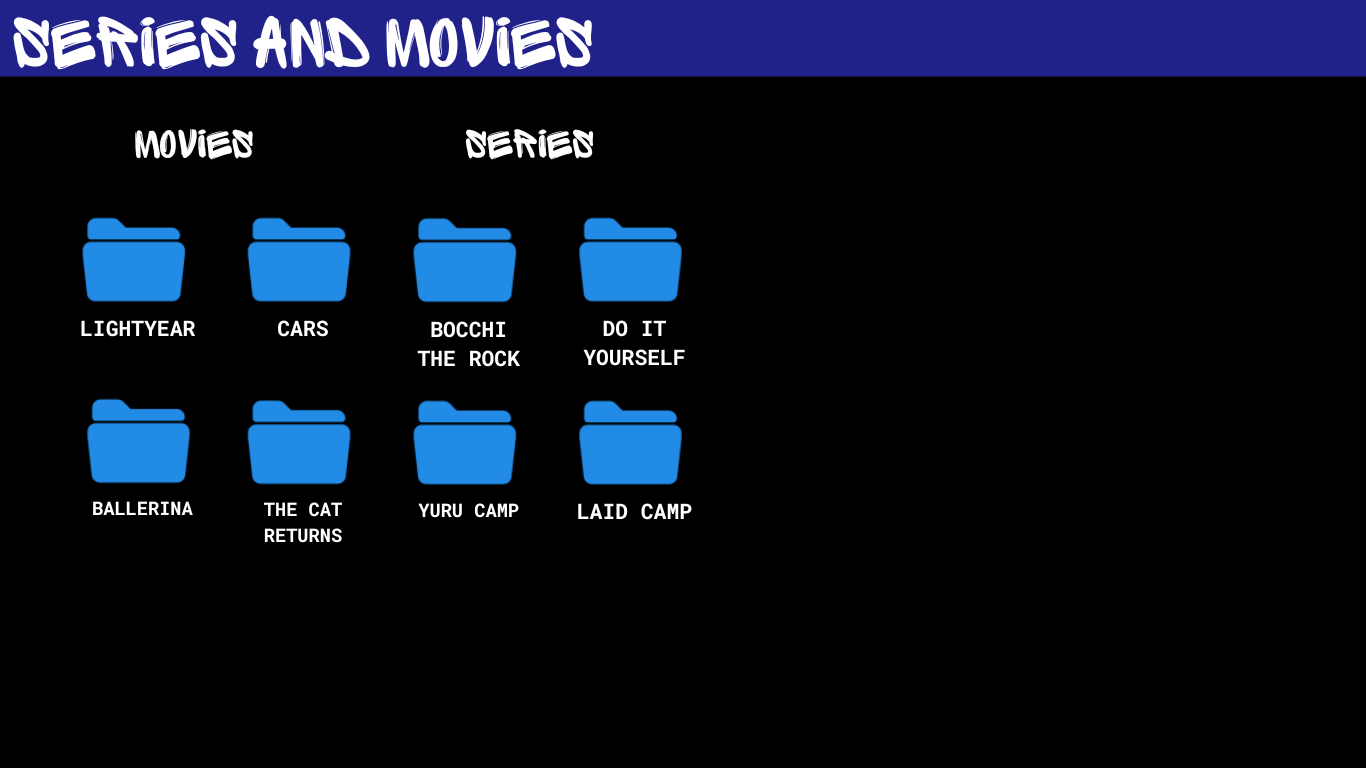 SERIES AND MOVIES
MOVIES
SERIES
LIGHTYEAR
CARS
BOCCHI
THE ROCK
DO IT
YOURSELF
BALLERINA
THE CAT
RETURNS
YURU CAMP
LAID CAMP